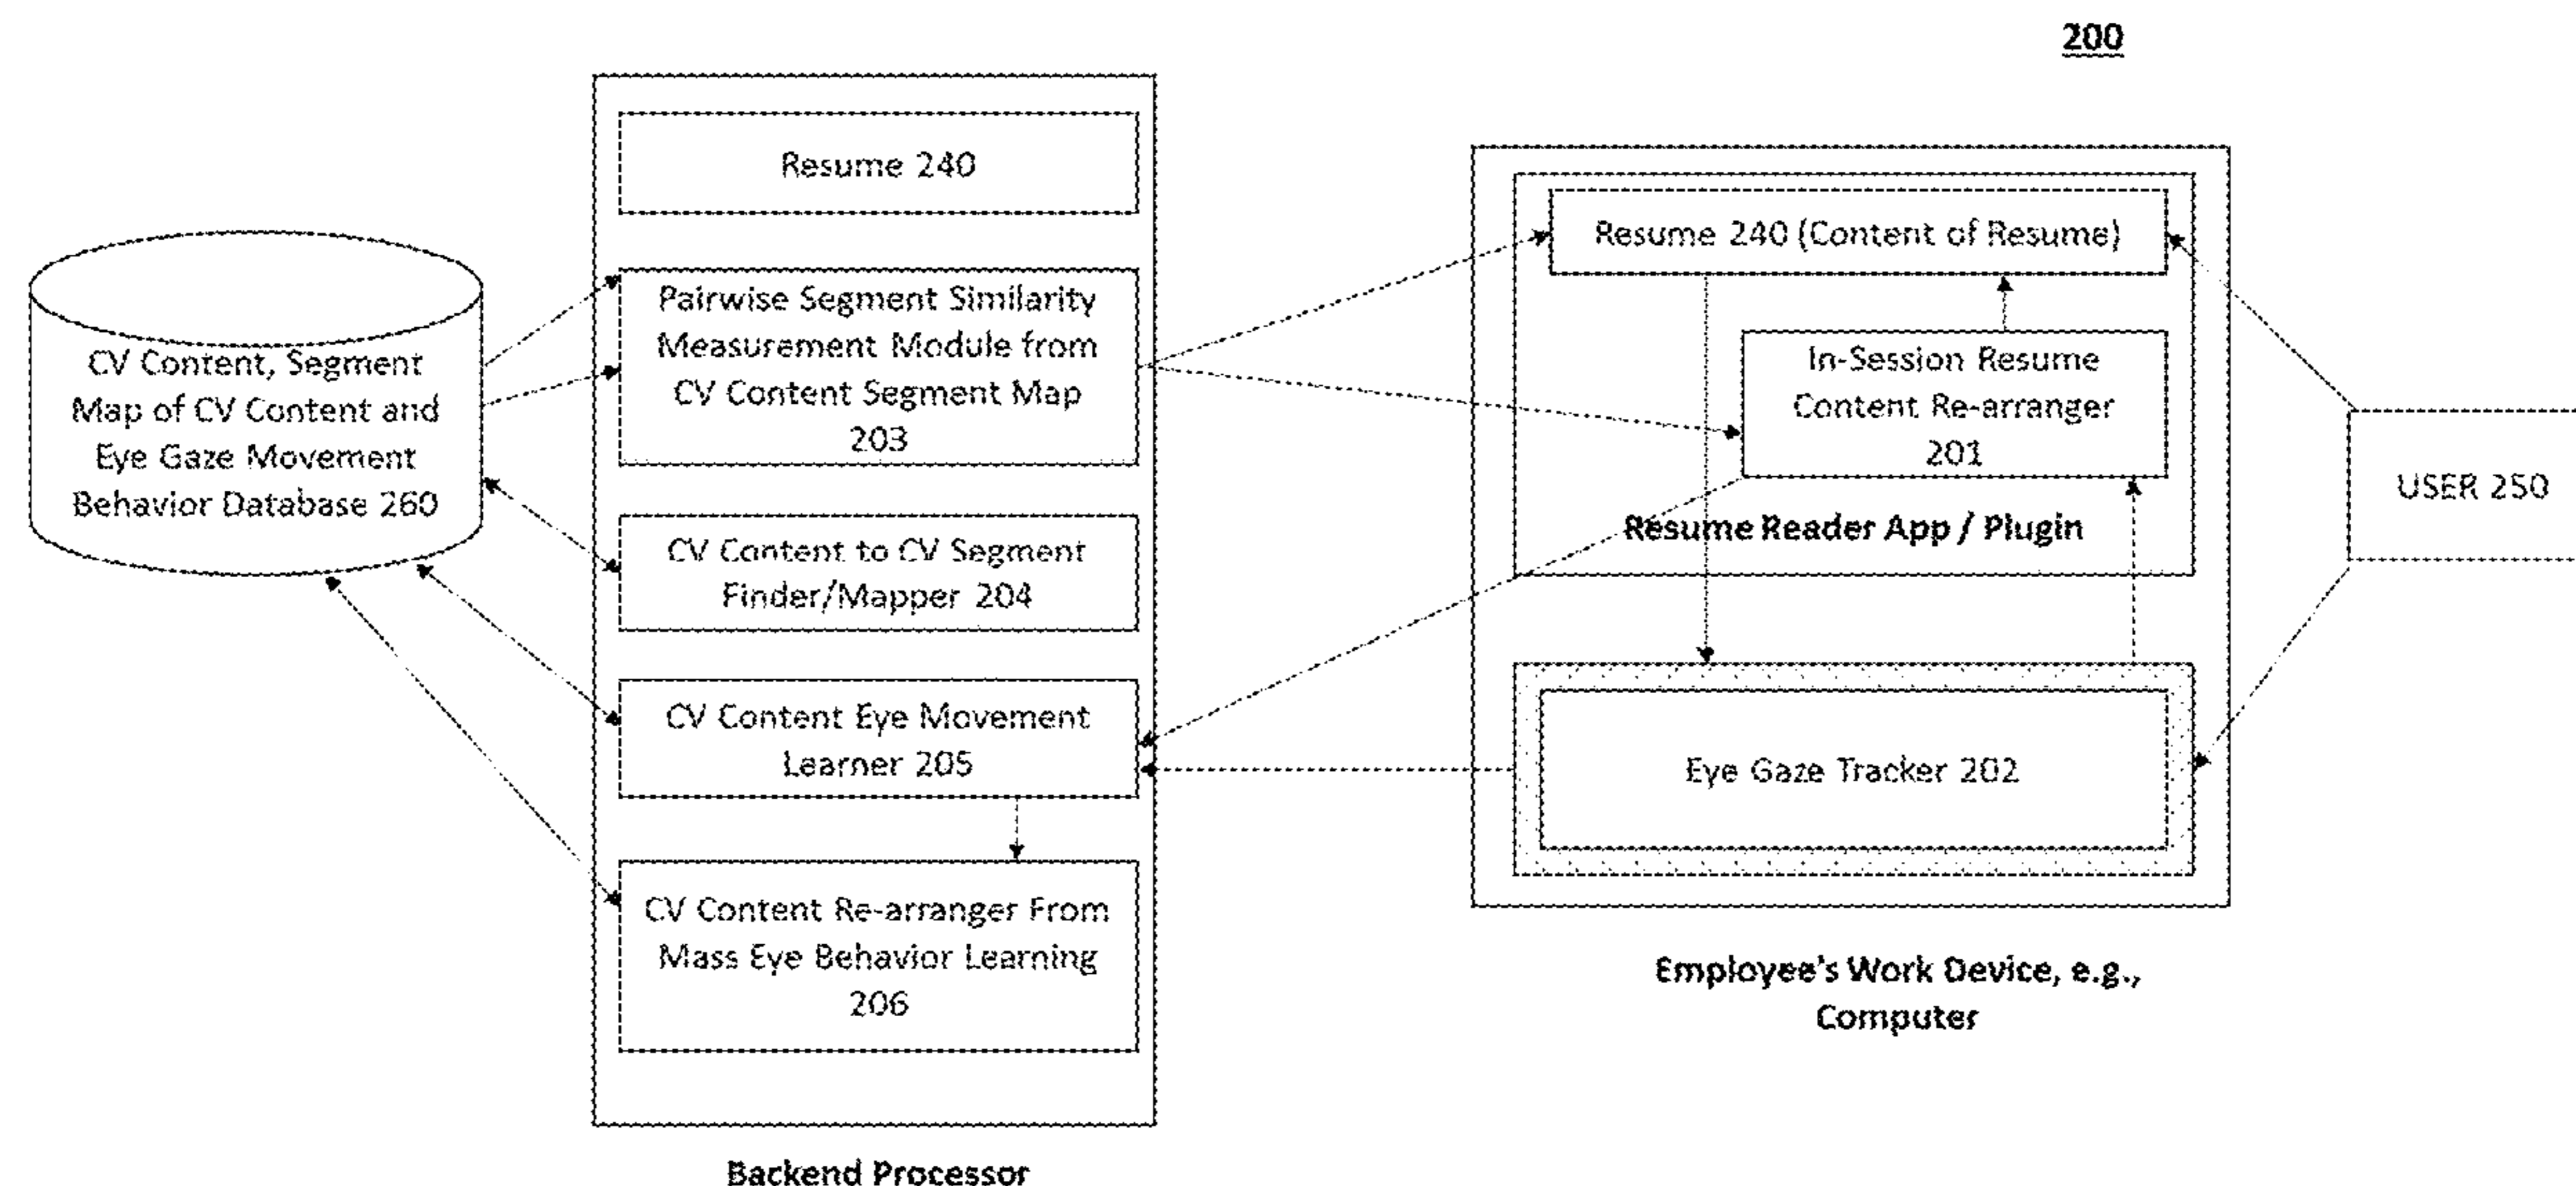 200
Resume 240
Pairwise Segment Similarity
Measurement Module from
CV Content Segment Map
203
CV Content to CV Segment
Finder/Mapper 204
CV Content Eye Movement
Learner 205
CV Content Re-arranger From
Mass Eye Behavior Learning
206
Backend Processor
CV Content, Segment
Map of CV Content and
Eye Gaze Movement
Behavior Database 260
Resume 240 (Content of Resume)
In-Session Resume
Content Re-arranger
201
Resume Reader App / Plugin
Eye Gaze Tracker 202
Employee's Work Device, e.g.,
Computer
USER 250